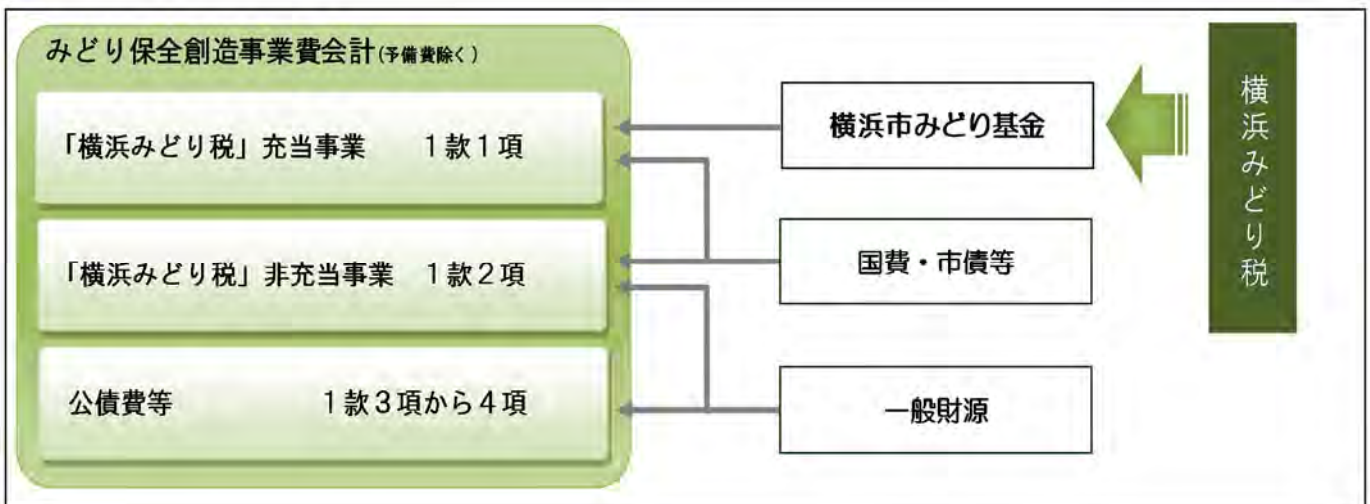 みどり保全創造事業費会計(予備費除く)
「横浜みどり税」充当事業　　1款1項
「横浜みどり税」非充当事業　1款2項
公債費等　　　　　1款3項から4項
横浜市みどり基金
国費・市債等
一般財源
横浜みどり税